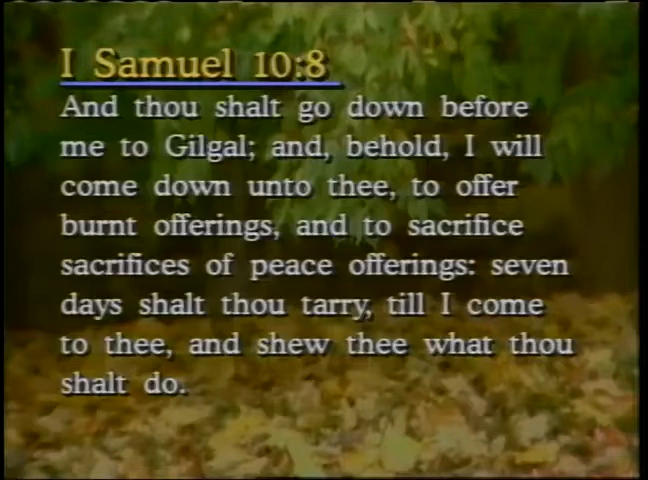 I Samuel 10:8
And thou shalt go down before
me to Gilgal; and, behold, I will
come down unto thee, to offer
burnt offerings, and to sacrifice
sacrifices of peace offerings: seven
days shalt thou tarry, till I come
to thee, and shew thee what thou
shalt do.